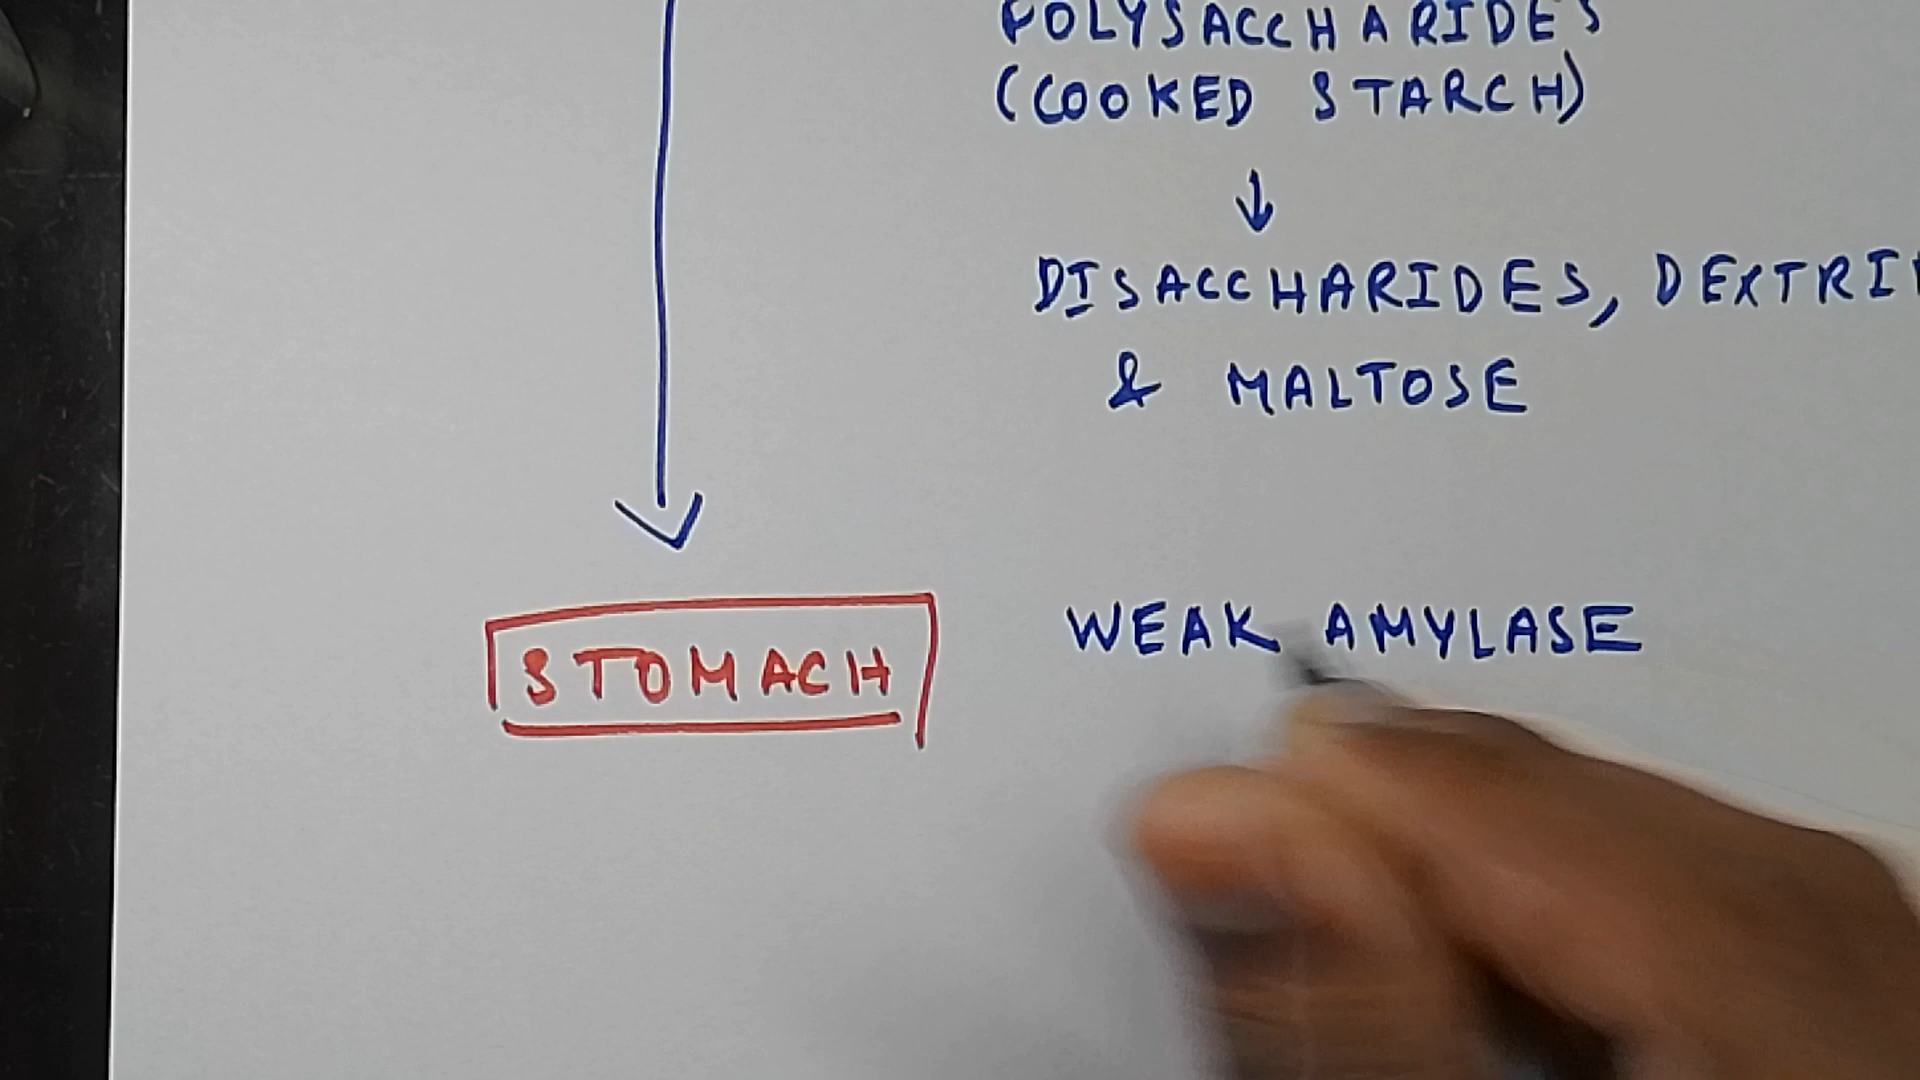 POLYSACCHARIDES
(COOKED STARCH)
↓
DISACCHARIDES, DEXTRI
& MALTOSE
STOMACH
WEAK AMYLASE